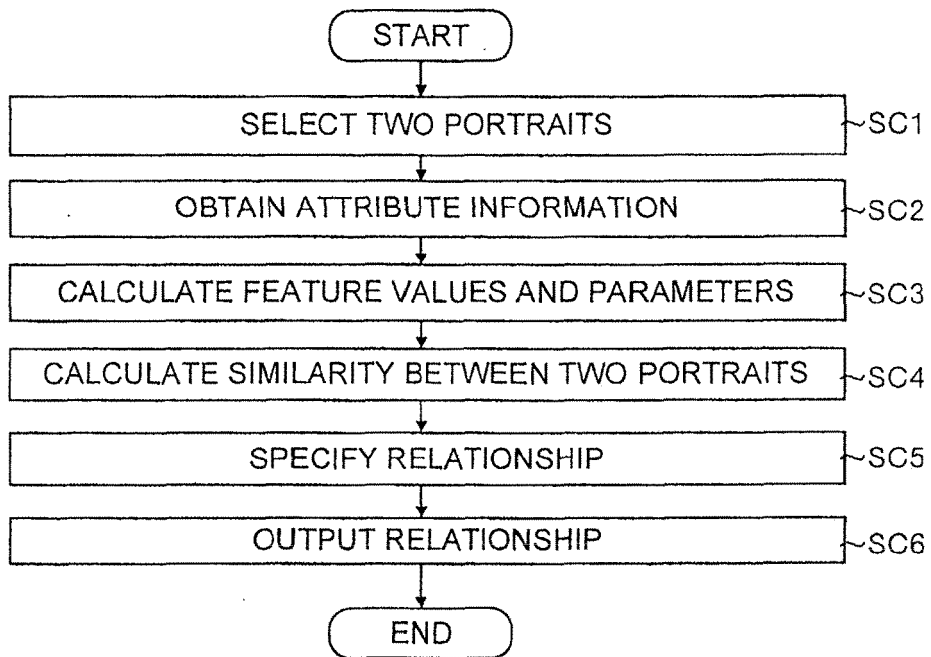 START
SELECT TWO PORTRAITS
SC1
OBTAIN ATTRIBUTE INFORMATION
SC2
CALCULATE FEATURE VALUES AND PARAMETERS
SC3
CALCULATE SIMILARITY BETWEEN TWO PORTRAITS
SC4
SPECIFY RELATIONSHIP
SC5
OUTPUT RELATIONSHIP
SC6
END